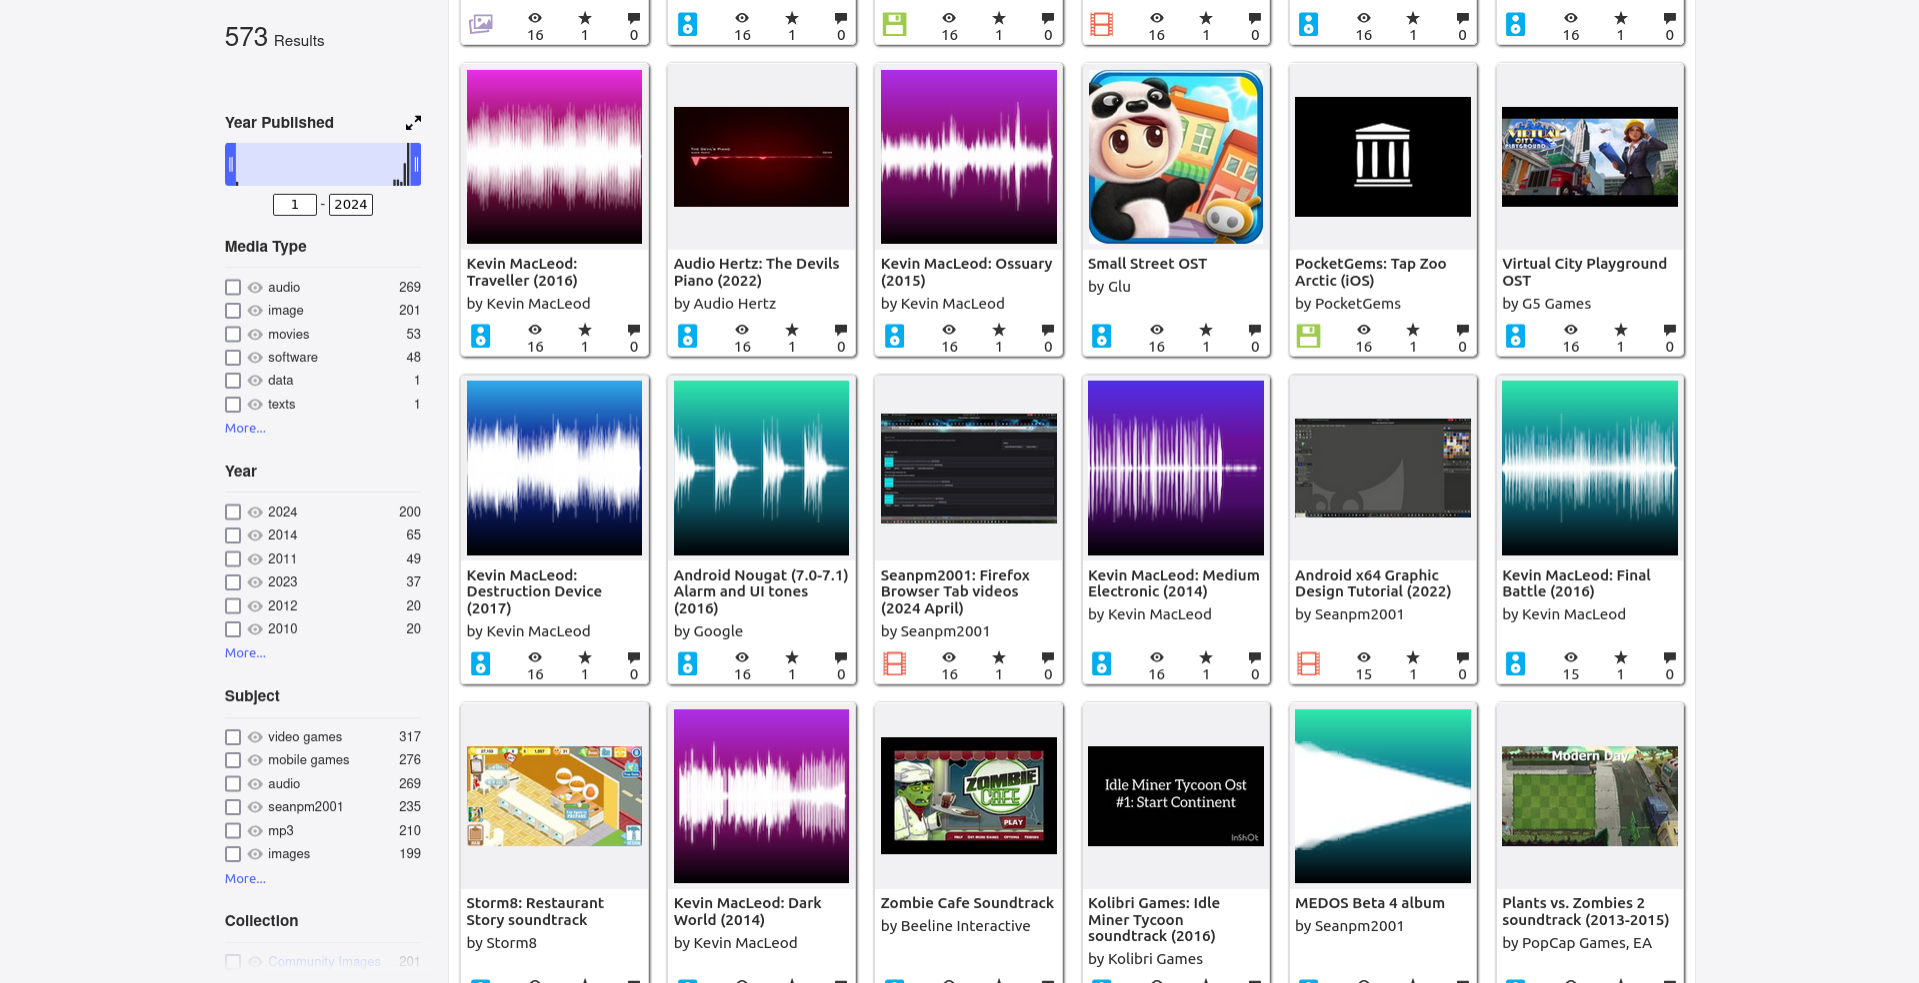 573 Results
Year Published
1 - 2024
Media Type
audio 269
image 201
movies 53
software 48
data 1
texts 1
More...
Year
2024 200
2014 65
2011 49
2023 37
2012 20
2010 20
More...
Subject
video games 317
mobile games 276
audio 269
seanpm2001 235
mp3 210
images 199
More...
Collection
Community Images 201
16 1 0
16 1 0
16 1 0
16 1 0
16 1 0
16 1 0
Kevin MacLeod:
Traveller (2016)
by Kevin MacLeod
16 1 0
THE DEVIL'S PIANO
Audio Hertz: The Devils
Piano (2022)
by Audio Hertz
16 1 0
Kevin MacLeod: Ossuary
(2015)
by Kevin MacLeod
16 1 0
Small Street OST
by Glu
16 1 0
PocketGems: Tap Zoo
Arctic (iOS)
by PocketGems
16 1 0
VIRTUAL
CITY
PLAYGROUND
Virtual City Playground
OST
by G5 Games
16 1 0
Kevin MacLeod:
Destruction Device
(2017)
by Kevin MacLeod
16 1 0
Android Nougat (7.0-7.1)
Alarm and UI tones
(2016)
by Google
16 1 0
Seanpm2001: Firefox
Browser Tab videos
(2024 April)
by Seanpm2001
16 1 0
Kevin MacLeod: Medium
Electronic (2014)
by Kevin MacLeod
16 1 0
Android x64 Graphic
Design Tutorial (2022)
by Seanpm2001
15 1 0
Kevin MacLeod: Final
Battle (2016)
by Kevin MacLeod
15 1 0
Storm8: Restaurant
Story soundtrack
by Storm8
Kevin MacLeod: Dark
World (2014)
by Kevin MacLeod
ZOMBIE
CAFE
PLAY
Zombie Cafe Soundtrack
by Beeline Interactive
Idle Miner Tycoon Ost
#1: Start Continent
InShOt
Kolibri Games: Idle
Miner Tycoon
soundtrack (2016)
by Kolibri Games
MEDOS Beta 4 album
by Seanpm2001
Modern Day
Plants vs. Zombies 2
soundtrack (2013-2015)
by PopCap Games, EA